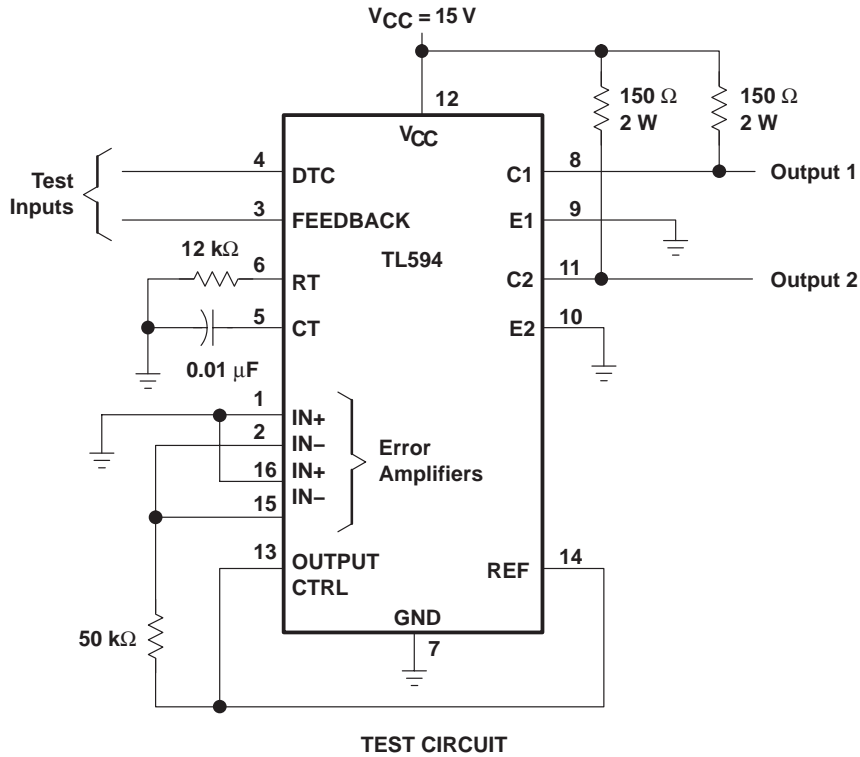 VCC = 15 V
12
VCC
150 Ω
2 W
150 Ω
2 W
Test
Inputs
4
DTC
3
FEEDBACK
C1
8
Output 1
E1
9
TL594
12 kΩ
6
RT
C2
11
Output 2
5
CT
E2
10
0.01 μF
1
IN+
2
IN−
16
IN+
IN−
15
Error
Amplifiers
13
OUTPUT
CTRL
REF
14
GND
7
50 kΩ
TEST CIRCUIT